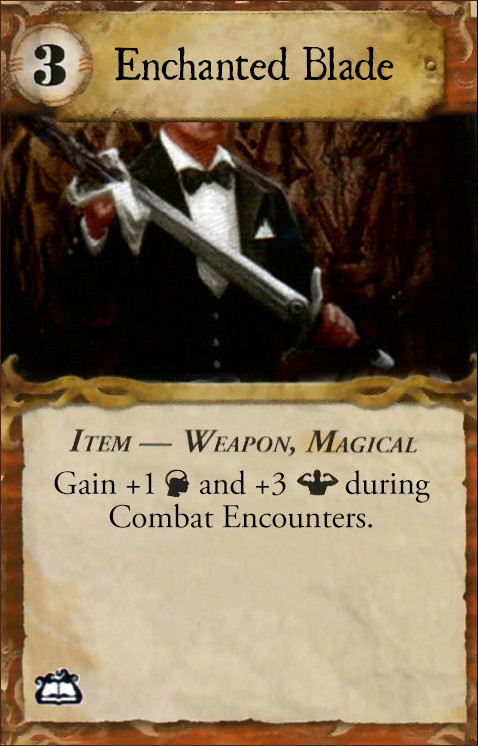 3
Enchanted Blade
Item — Weapon, Magical
Gain +1 and +3 during
Combat Encounters.